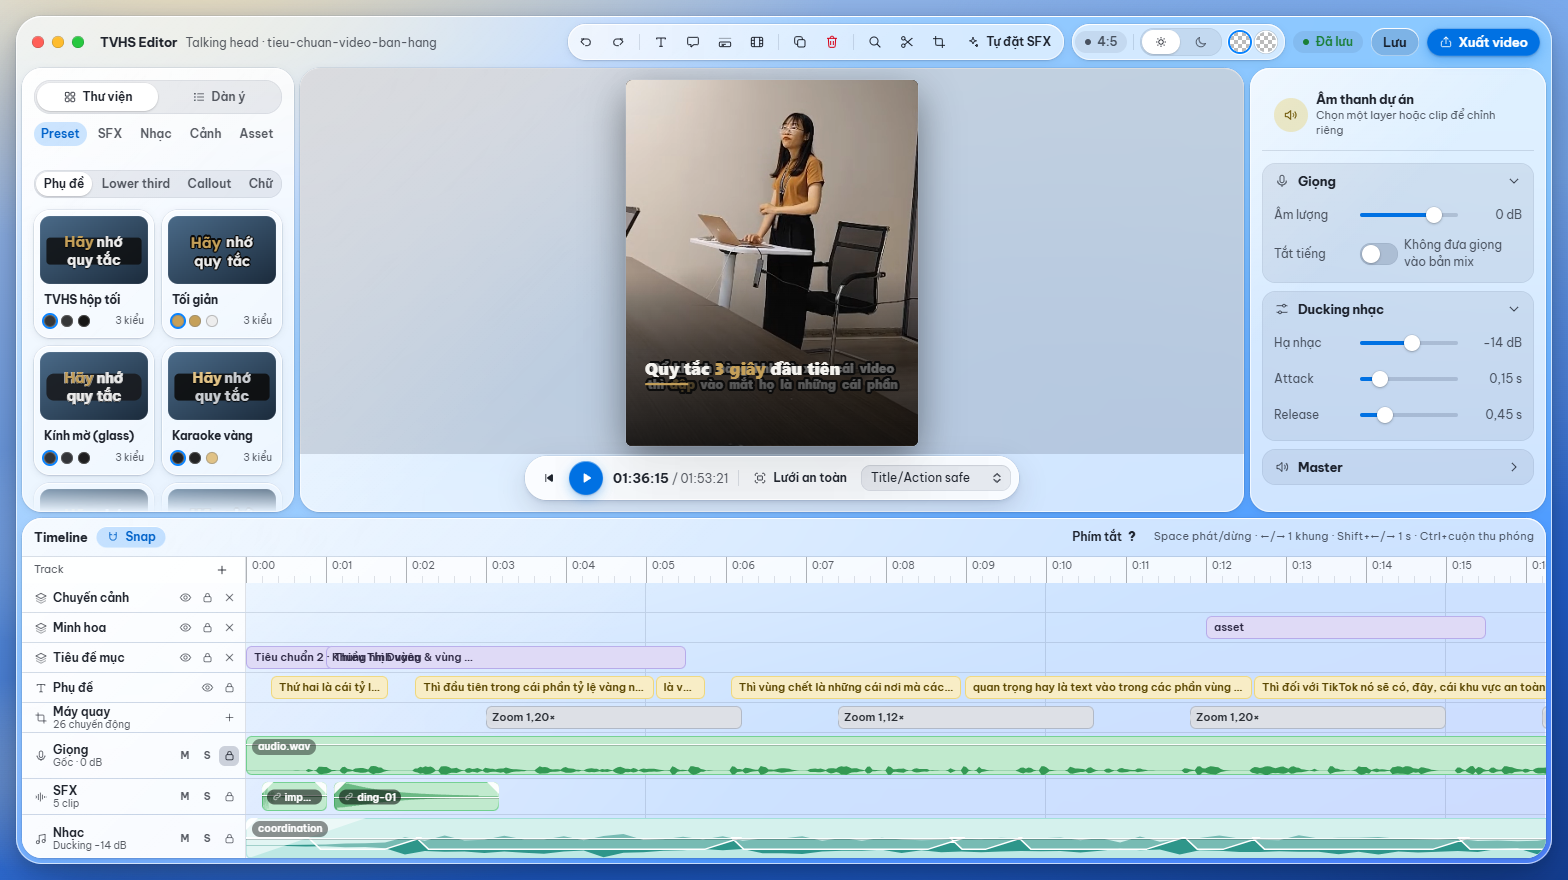 TVHS Editor Talking head · tieu-chuan-video-ban-hang
Tự đặt SFX
4:5
Đã lưu
Lưu
Xuất video
Thư viện
Dàn ý
Preset SFX Nhạc Cảnh Asset
Phụ đề Lower third Callout Chữ
Hãy nhớ
quy tắc
TVHS hộp tối
3 kiểu
Hãy nhớ
quy tắc
Tối giản
3 kiểu
Hãy nhớ
quy tắc
Kính mờ (glass)
3 kiểu
Hãy nhớ
quy tắc
Karaoke vàng
3 kiểu
Quy tắc 3 giây đầu tiên
cái video
thì đập vào mắt họ là những cái phần
01:36:15 / 01:53:21
Lưới an toàn
Title/Action safe
Âm thanh dự án
Chọn một layer hoặc clip để chỉnh
riêng
Giọng
Âm lượng 0 dB
Tắt tiếng
Không đưa giọng
vào bản mix
Ducking nhạc
Hạ nhạc -14 dB
Attack 0,15 s
Release 0,45 s
Master
Timeline
Snap
Phím tắt ?
Space phát/dừng · ←/→ 1 khung · Shift+←/→ 1 s · Ctrl+cuộn thu phóng
Track +
0:00 0:01 0:02 0:03 0:04 0:05 0:06 0:07 0:08 0:09 0:10 0:11 0:12 0:13 0:14 0:15
Chuyển cảnh
Minh họa
asset
Tiêu đề mục
Tiêu chuẩn 2 · & vùng ...
Phụ đề
Thứ hai là cái tỷ l...
Thì đầu tiên trong cái phần tỷ lệ vàng n...
là v...
Thì vùng chết là những cái nơi mà các...
quan trọng hay là text vào trong các phần vùng ...
Thì đối với TikTok nó sẽ có, đây, cái khu vực an toàn
Máy quay
26 chuyển động
Zoom 1,20×
Zoom 1,12×
Zoom 1,20×
Giọng
Gốc · 0 dB
M S
audio.wav
SFX
5 clip
M S
imp...
ding-01
Nhạc
Ducking -14 dB
M S
coordination